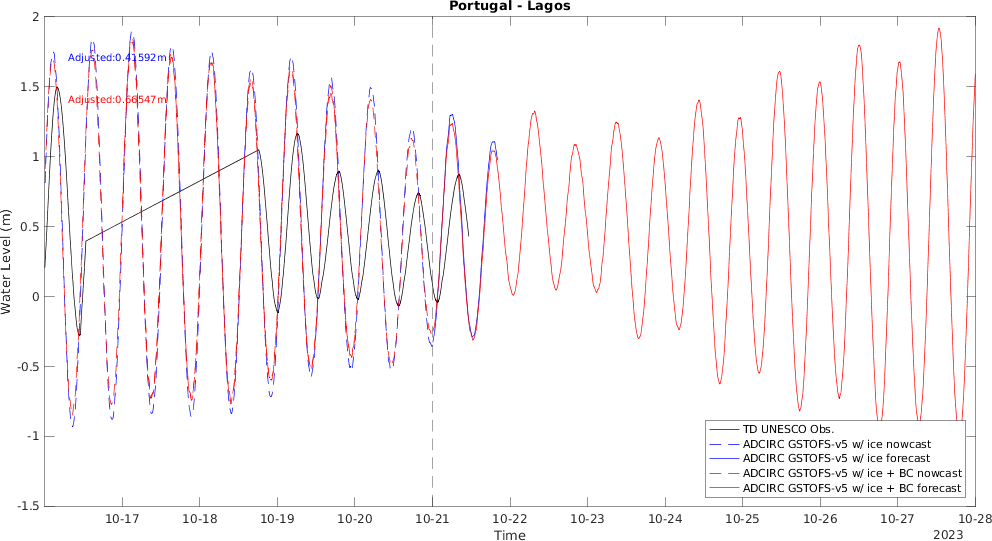 Portugal - Lagos
2
1.5
1
0.5
0
-0.5
-1
-1.5
Water Level (m)
Adjusted:0.41592m
Adjusted:0.66547m
TD UNESCO Obs.
ADCIRC GSTOFS-v5 w/ ice nowcast
ADCIRC GSTOFS-v5 w/ ice forecast
ADCIRC GSTOFS-v5 w/ ice + BC nowcast
ADCIRC GSTOFS-v5 w/ ice + BC forecast
10-17 10-18 10-19 10-20 10-21 10-22 10-23 10-24 10-25 10-26 10-27 10-28
Time
2023